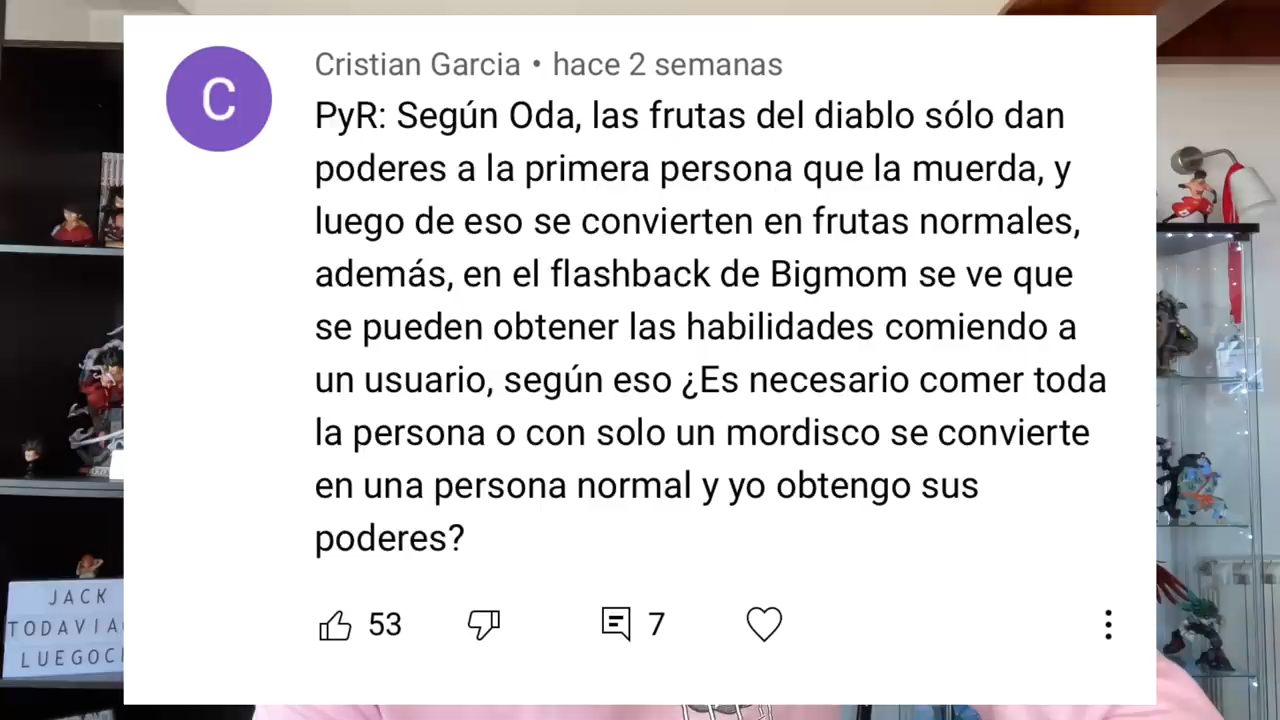 C
Cristian Garcia • hace 2 semanas
PyR: Según Oda, las frutas del diablo sólo dan
poderes a la primera persona que la muerda, y
luego de eso se convierten en frutas normales,
además, en el flashback de Bigmom se ve que
se pueden obtener las habilidades comiendo a
un usuario, según eso ¿Es necesario comer toda
la persona o con solo un mordisco se convierte
en una persona normal y yo obtengo sus
poderes?
53
7
JACK
TODAVIA
LUEGO